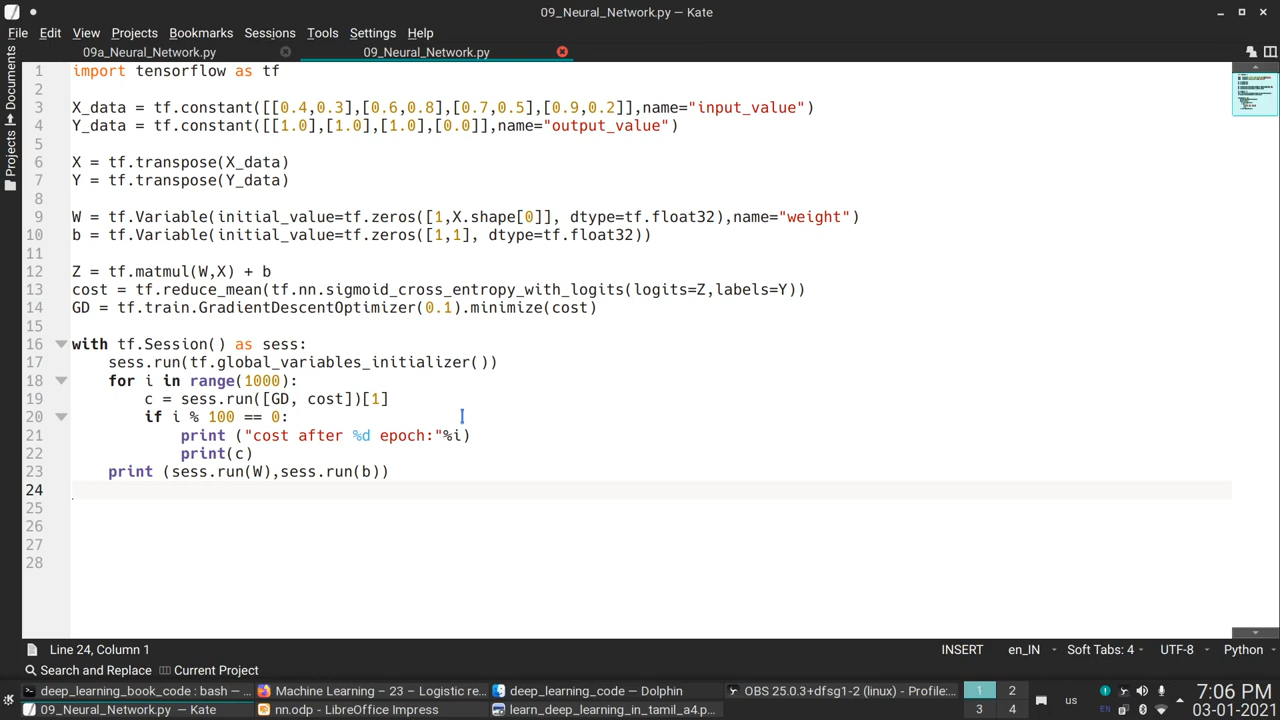 09_Neural_Network.py — Kate
File Edit View Projects Bookmarks Sessions Tools Settings Help
09a_Neural_Network.py 09_Neural_Network.py
Documents
Projects
1 import tensorflow as tf
2
3 X_data = tf.constant([[0.4,0.3],[0.6,0.8],[0.7,0.5],[0.9,0.2]],name="input_value")
4 Y_data = tf.constant([[1.0],[1.0],[1.0],[0.0]],name="output_value")
5
6 X = tf.transpose(X_data)
7 Y = tf.transpose(Y_data)
8
9 W = tf.Variable(initial_value=tf.zeros([1,X.shape[0]], dtype=tf.float32),name="weight")
10 b = tf.Variable(initial_value=tf.zeros([1,1], dtype=tf.float32))
11
12 Z = tf.matmul(W,X) + b
13 cost = tf.reduce_mean(tf.nn.sigmoid_cross_entropy_with_logits(logits=Z,labels=Y))
14 GD = tf.train.GradientDescentOptimizer(0.1).minimize(cost)
15
16 with tf.Session() as sess:
17     sess.run(tf.global_variables_initializer())
18     for i in range(1000):
19         c = sess.run([GD, cost])[1]
20         if i % 100 == 0:
21             print ("cost after %d epoch:"%i)
22             print(c)
23     print (sess.run(W),sess.run(b))
24
25
26
27
28
Line 24, Column 1 INSERT en_IN Soft Tabs: 4 UTF-8 Python
Search and Replace Current Project
deep_learning_book_code : bash — ... Machine Learning – 23 – Logistic re... deep_learning_code — Dolphin OBS 25.0.3+dfsg1-2 (linux) - Profile:... 1 2 7:06 PM
09_Neural_Network.py — Kate nn.odp - LibreOffice Impress learn_deep_learning_in_tamil_a4.p... 3 4 us EN 03-01-2021